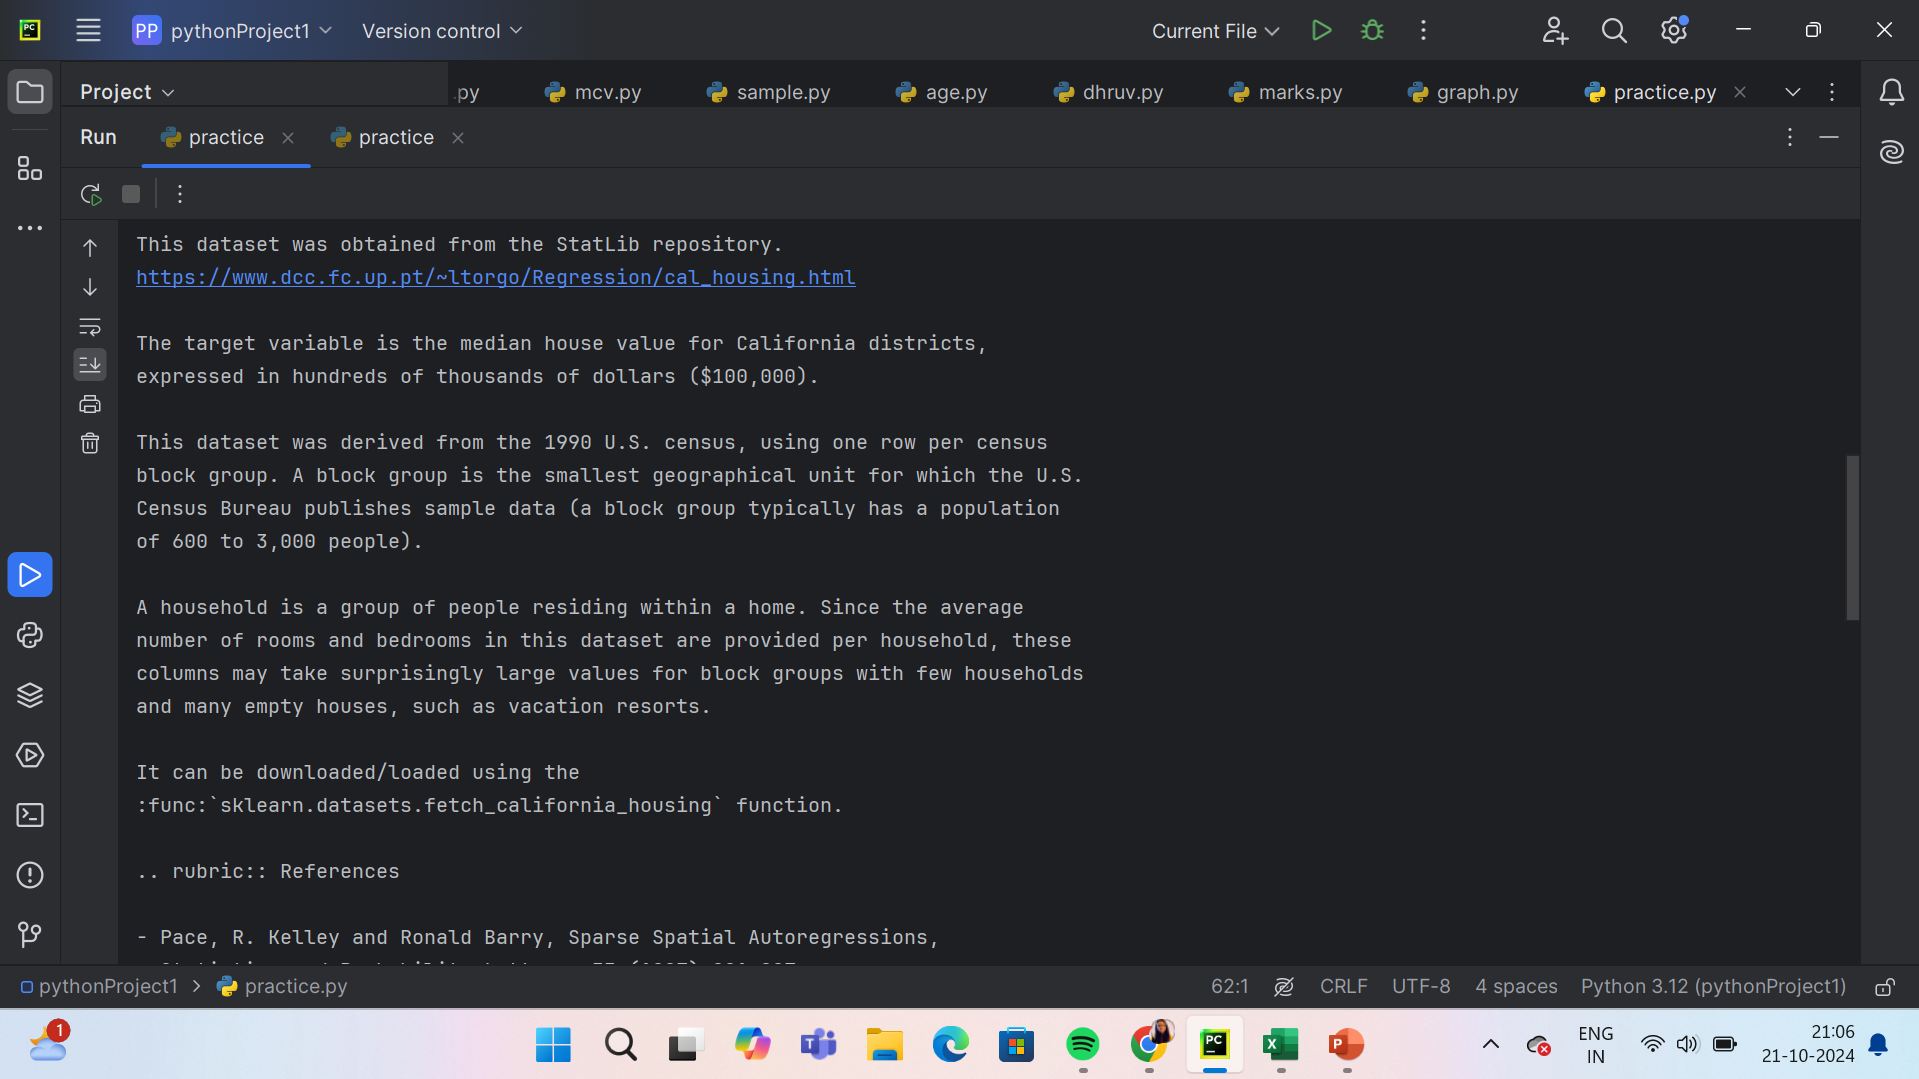 PC
PP pythonProject1 Version control Current File
Project .py mcv.py sample.py age.py dhruv.py marks.py graph.py practice.py
Run practice practice
This dataset was obtained from the StatLib repository.
https://www.dcc.fc.up.pt/~ltorgo/Regression/cal_housing.html
The target variable is the median house value for California districts,
expressed in hundreds of thousands of dollars ($100,000).
This dataset was derived from the 1990 U.S. census, using one row per census
block group. A block group is the smallest geographical unit for which the U.S.
Census Bureau publishes sample data (a block group typically has a population
of 600 to 3,000 people).
A household is a group of people residing within a home. Since the average
number of rooms and bedrooms in this dataset are provided per household, these
columns may take surprisingly large values for block groups with few households
and many empty houses, such as vacation resorts.
It can be downloaded/loaded using the
:func:`sklearn.datasets.fetch_california_housing` function.
.. rubric:: References
- Pace, R. Kelley and Ronald Barry, Sparse Spatial Autoregressions,
pythonProject1 > practice.py 62:1 CRLF UTF-8 4 spaces Python 3.12 (pythonProject1)
1 T PC X P ENG 21:06
IN 21-10-2024